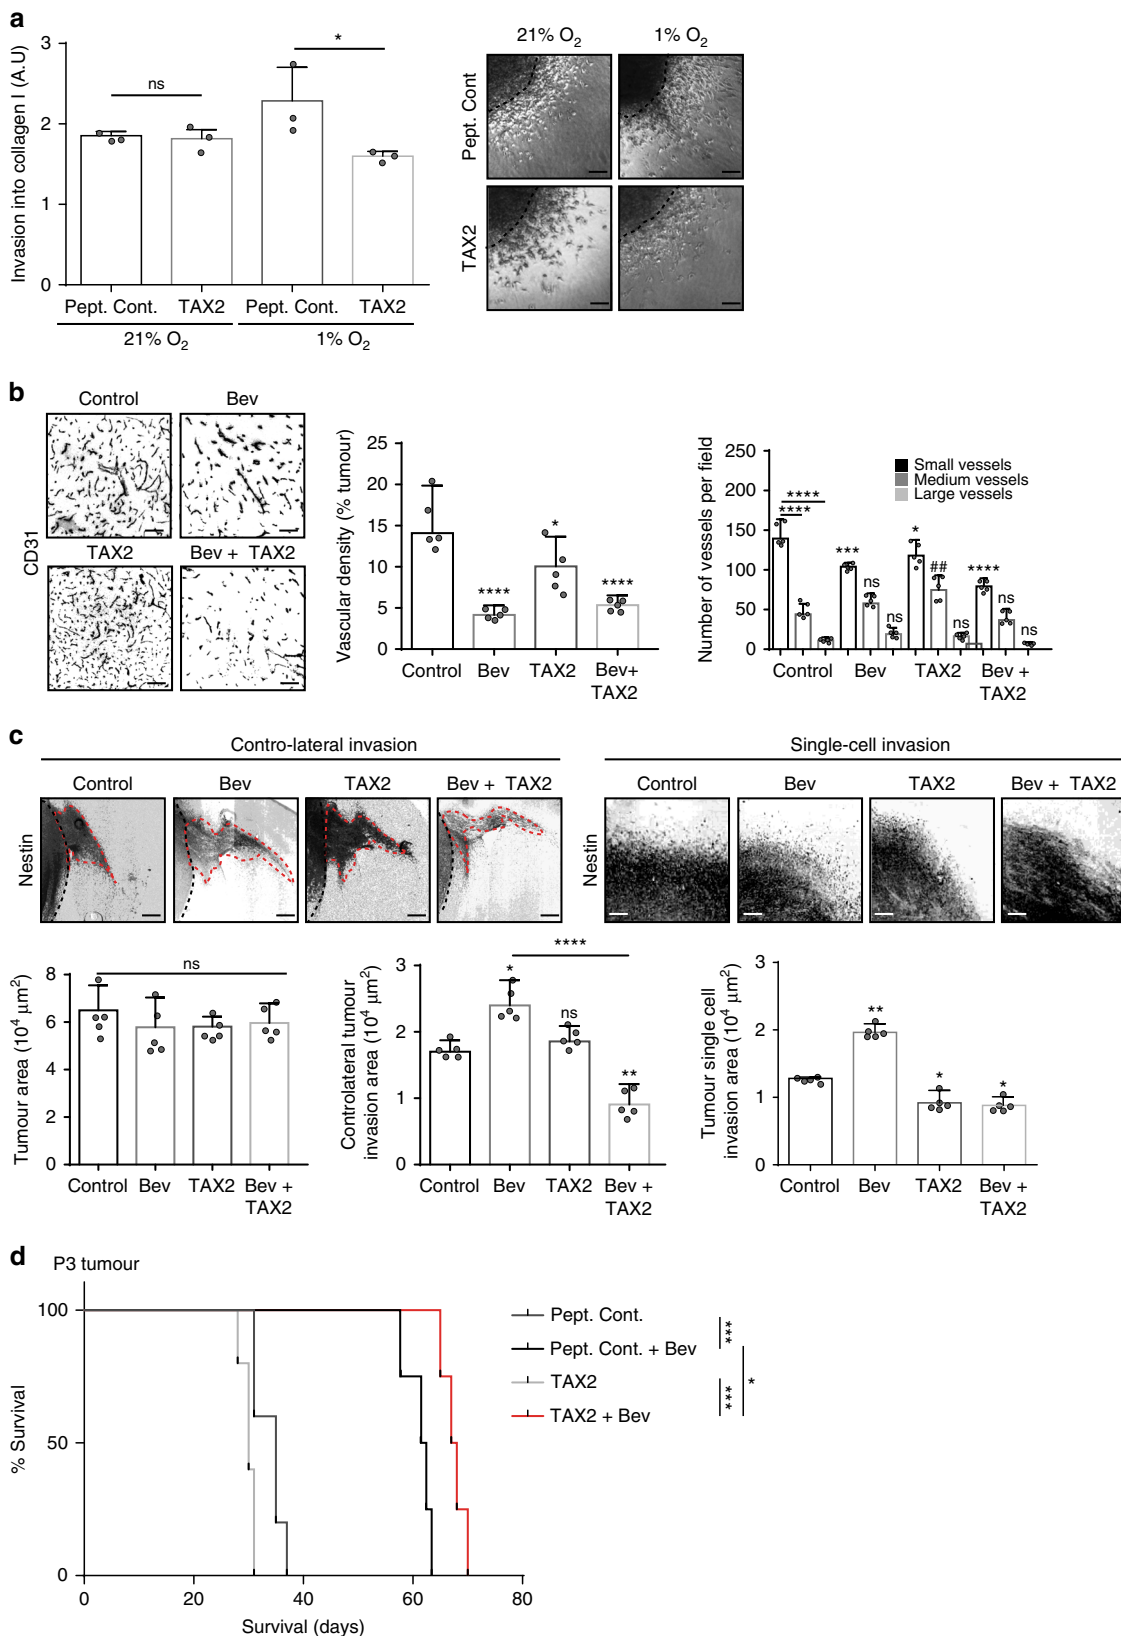 a
Invasion into collagen I (A.U)
3
2
1
0
ns
*
Pept. Cont.
TAX2
Pept. Cont.
TAX2
21% O2
1% O2
21% O2
1% O2
Pept. Cont
TAX2
b
CD31
Control
Bev
TAX2
Bev + TAX2
Vascular density (% tumour)
25
20
15
10
5
0
****
*
****
Control
Bev
TAX2
Bev+
TAX2
Number of vessels per field
250
200
150
100
50
0
Small vessels
Medium vessels
Large vessels
****
****
***
ns
ns
*
##
ns
****
ns
ns
Control
Bev
TAX2
Bev +
TAX2
c
Contro-lateral invasion
Single-cell invasion
Control
Bev
TAX2
Bev + TAX2
Control
Bev
TAX2
Bev + TAX2
Nestin
Nestin
Tumour area (10⁴ μm²)
8
6
4
2
0
ns
Control
Bev
TAX2
Bev +
TAX2
Controlateral tumour
invasion area (10⁴ μm²)
3
2
1
0
****
*
ns
**
Control
Bev
TAX2
Bev +
TAX2
Tumour single cell
invasion area (10⁴ μm²)
3
2
1
0
**
*
*
Control
Bev
TAX2
Bev +
TAX2
d
P3 tumour
% Survival
100
50
0
0
20
40
60
80
Survival (days)
Pept. Cont.
Pept. Cont. + Bev
TAX2
TAX2 + Bev
***
***
*